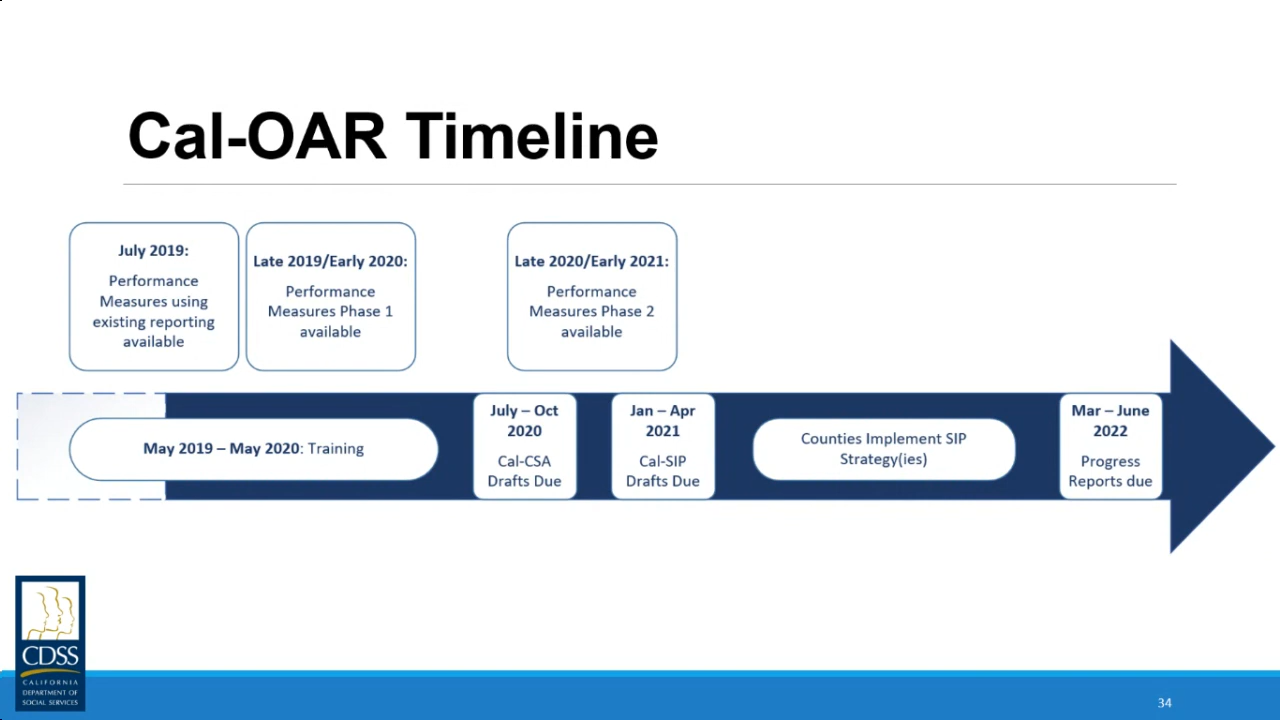 Cal-OAR Timeline
July 2019:
Performance
Measures using
existing reporting
available
Late 2019/Early 2020:
Performance
Measures Phase 1
available
Late 2020/Early 2021:
Performance
Measures Phase 2
available
May 2019 – May 2020: Training
July – Oct
2020
Cal-CSA
Drafts Due
Jan – Apr
2021
Cal-SIP
Drafts Due
Counties Implement SIP
Strategy(ies)
Mar – June
2022
Progress
Reports due
CDSS
CALIFORNIA
DEPARTMENT OF
SOCIAL SERVICES
34